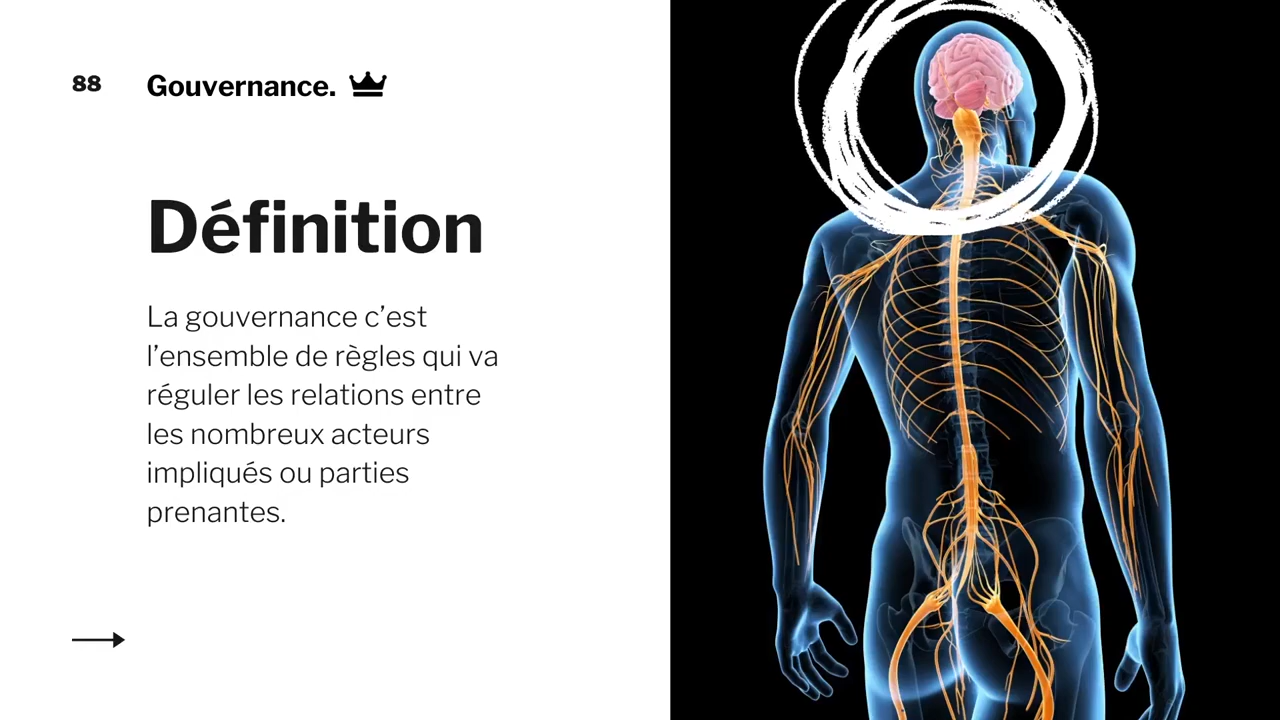 88 Gouvernance.
Définition
La gouvernance c’est
l’ensemble de règles qui va
réguler les relations entre
les nombreux acteurs
impliqués ou parties
prenantes.